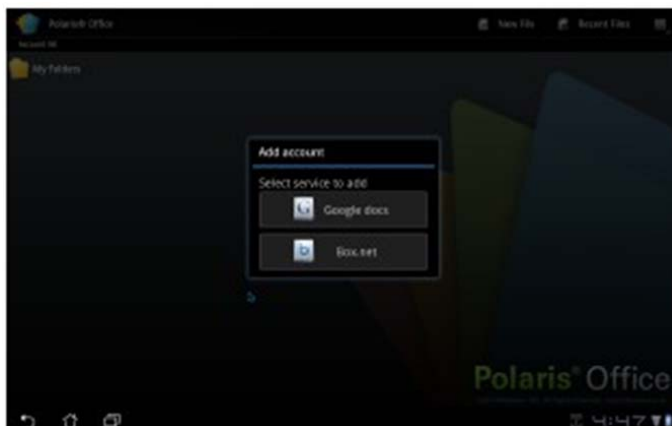 Polaris® Office
New File
Recent Files
My Folders
Add account
Select service to add
Google docs
Box.net
Polaris® Office
4:47